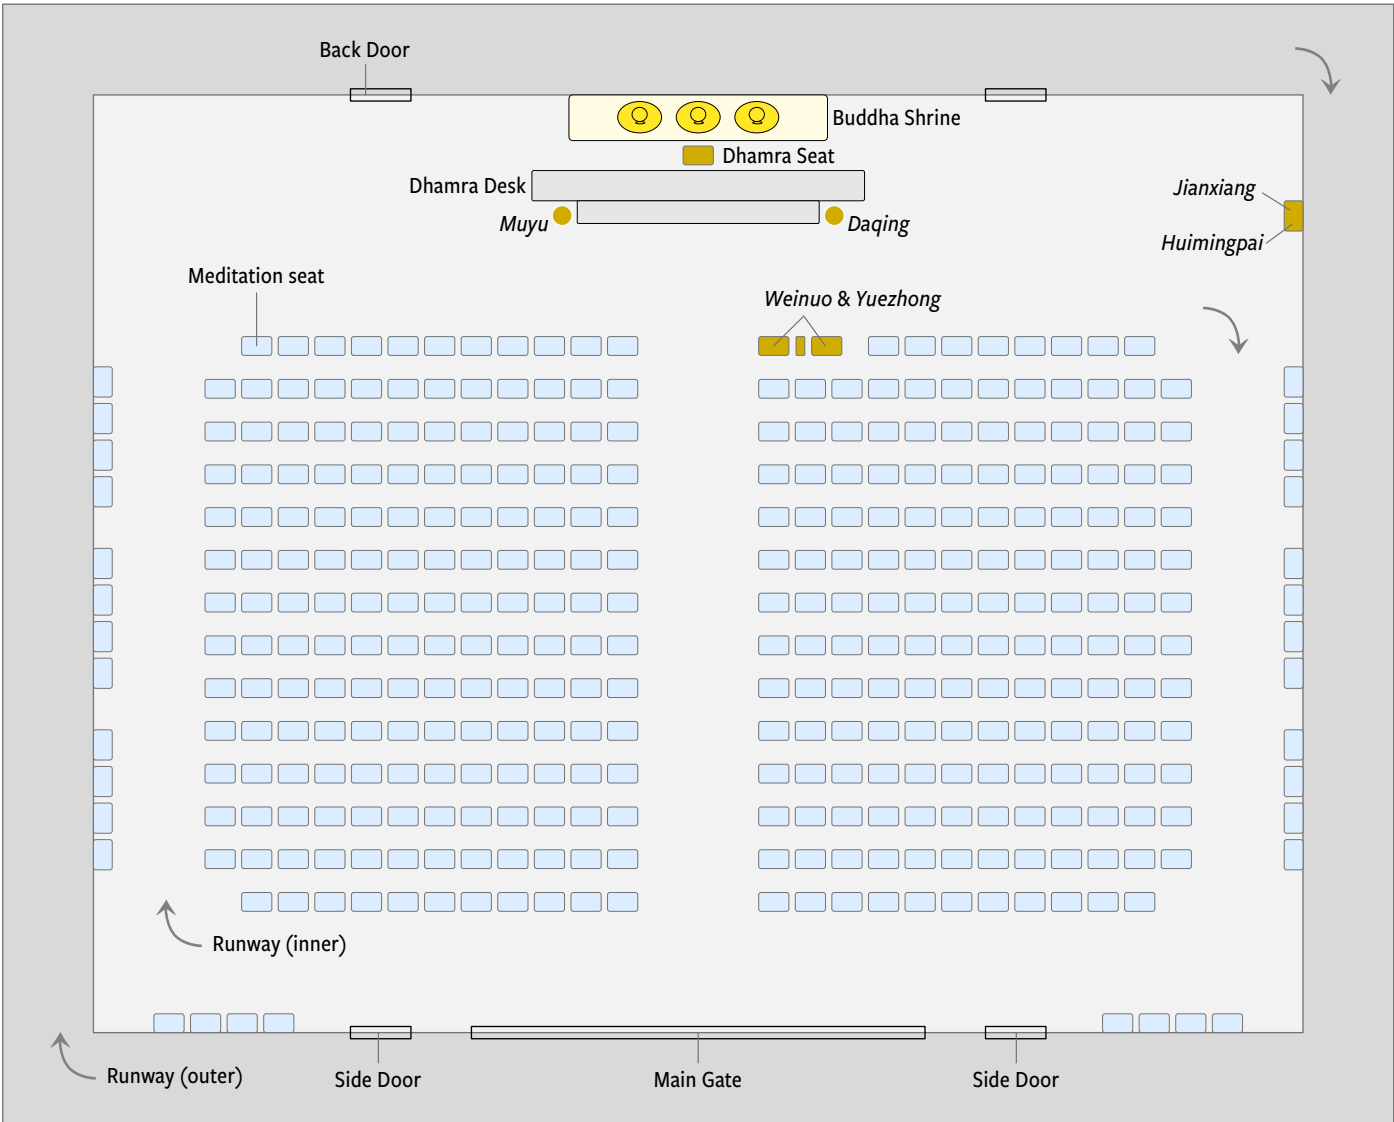 Back Door
Buddha Shrine
Dhamra Seat
Dhamra Desk
Jianxiang
Muyu
Daqing
Huimingpai
Meditation seat
Weinuo & Yuezhong
Runway (inner)
Runway (outer)
Side Door
Main Gate
Side Door